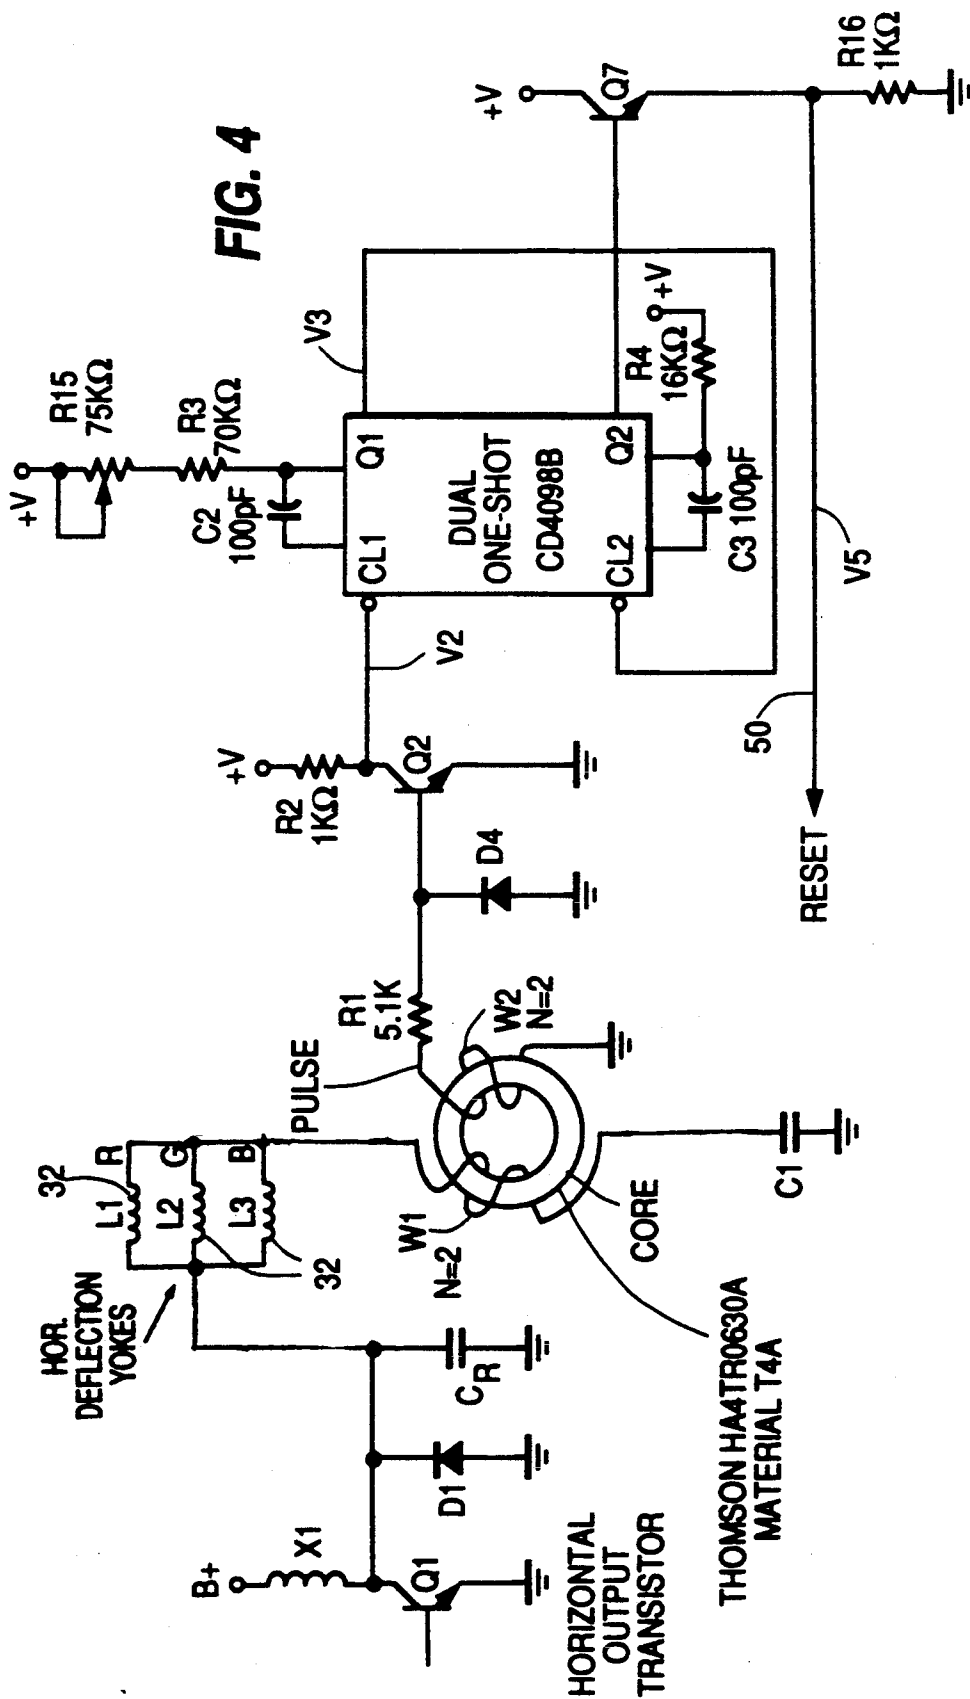 FIG. 4
B+
X1
Q1
HORIZONTAL
OUTPUT
TRANSISTOR
D1
C_R
HOR.
DEFLECTION
YOKES
32
L1
R
L2
G
L3
B
32
PULSE
W1
N=2
W2
N=2
CORE
THOMSON HA4TR0630A
MATERIAL T4A
C1
R1
5.1K
D4
+V
R2
1KΩ
Q2
V2
+V
R15
75KΩ
R3
70KΩ
C2
100pF
CL1
Q1
DUAL
ONE-SHOT
CD4098B
CL2
Q2
V3
R4
16KΩ
+V
C3 100pF
+V
Q7
R16
1KΩ
V5
50
RESET